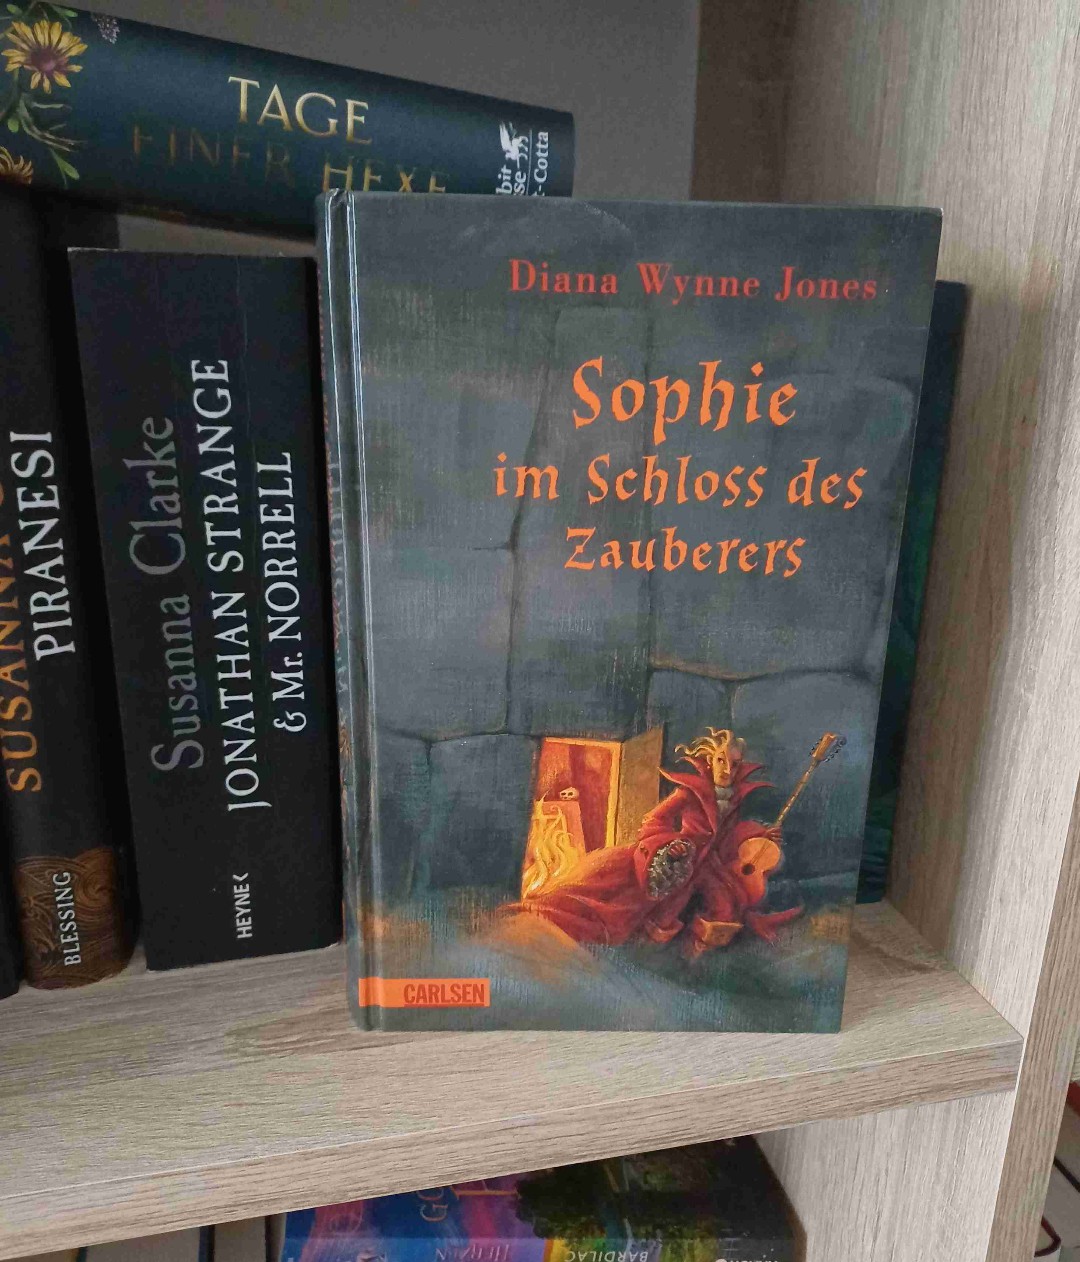 TAGE
EINER HEXE
Diana Wynne Jones
Sophie
im Schloss des
Zauberers
CARLSEN
PIRANESI
BLESSING
Susanna Clarke
JONATHAN STRANGE
& Mr. NORRELL
HEYNE